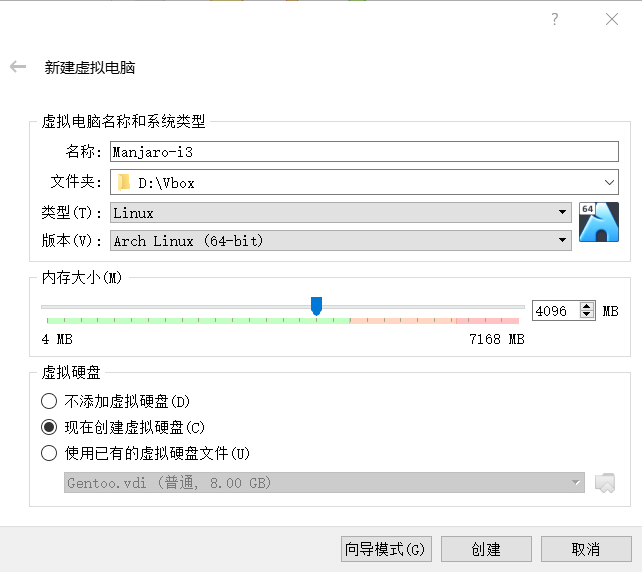 ?
新建虚拟电脑
虚拟电脑名称和系统类型
名称: Manjaro-i3
文件夹: D:\Vbox
类型(T): Linux
64
版本(V): Arch Linux (64-bit)
内存大小(M)
4096 MB
4 MB 7168 MB
虚拟硬盘
不添加虚拟硬盘(D)
现在创建虚拟硬盘(C)
使用已有的虚拟硬盘文件(U)
Gentoo.vdi (普通, 8.00 GB)
向导模式(G) 创建 取消